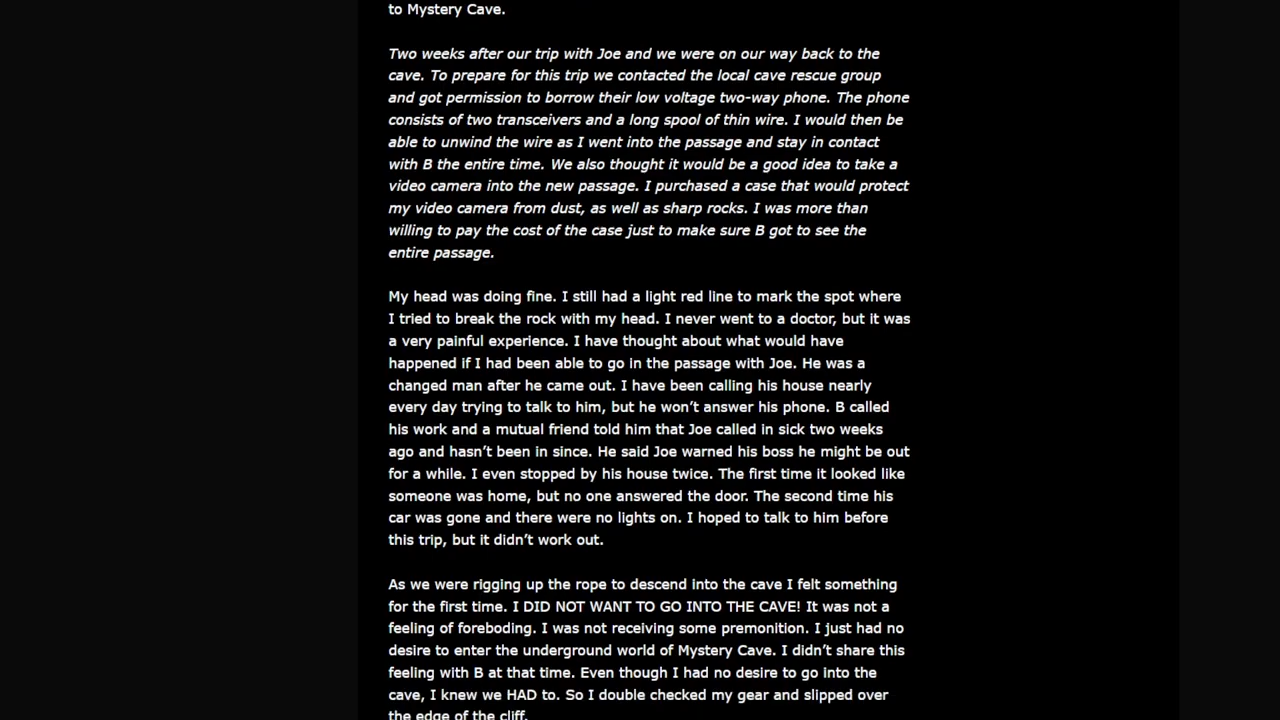 to Mystery Cave.
Two weeks after our trip with Joe and we were on our way back to the
cave. To prepare for this trip we contacted the local cave rescue group
and got permission to borrow their low voltage two-way phone. The phone
consists of two transceivers and a long spool of thin wire. I would then be
able to unwind the wire as I went into the passage and stay in contact
with B the entire time. We also thought it would be a good idea to take a
video camera into the new passage. I purchased a case that would protect
my video camera from dust, as well as sharp rocks. I was more than
willing to pay the cost of the case just to make sure B got to see the
entire passage.
My head was doing fine. I still had a light red line to mark the spot where
I tried to break the rock with my head. I never went to a doctor, but it was
a very painful experience. I have thought about what would have
happened if I had been able to go in the passage with Joe. He was a
changed man after he came out. I have been calling his house nearly
every day trying to talk to him, but he won’t answer his phone. B called
his work and a mutual friend told him that Joe called in sick two weeks
ago and hasn’t been in since. He said Joe warned his boss he might be out
for a while. I even stopped by his house twice. The first time it looked like
someone was home, but no one answered the door. The second time his
car was gone and there were no lights on. I hoped to talk to him before
this trip, but it didn’t work out.
As we were rigging up the rope to descend into the cave I felt something
for the first time. I DID NOT WANT TO GO INTO THE CAVE! It was not a
feeling of foreboding. I was not receiving some premonition. I just had no
desire to enter the underground world of Mystery Cave. I didn’t share this
feeling with B at that time. Even though I had no desire to go into the
cave, I knew we HAD to. So I double checked my gear and slipped over
the edge of the cliff.